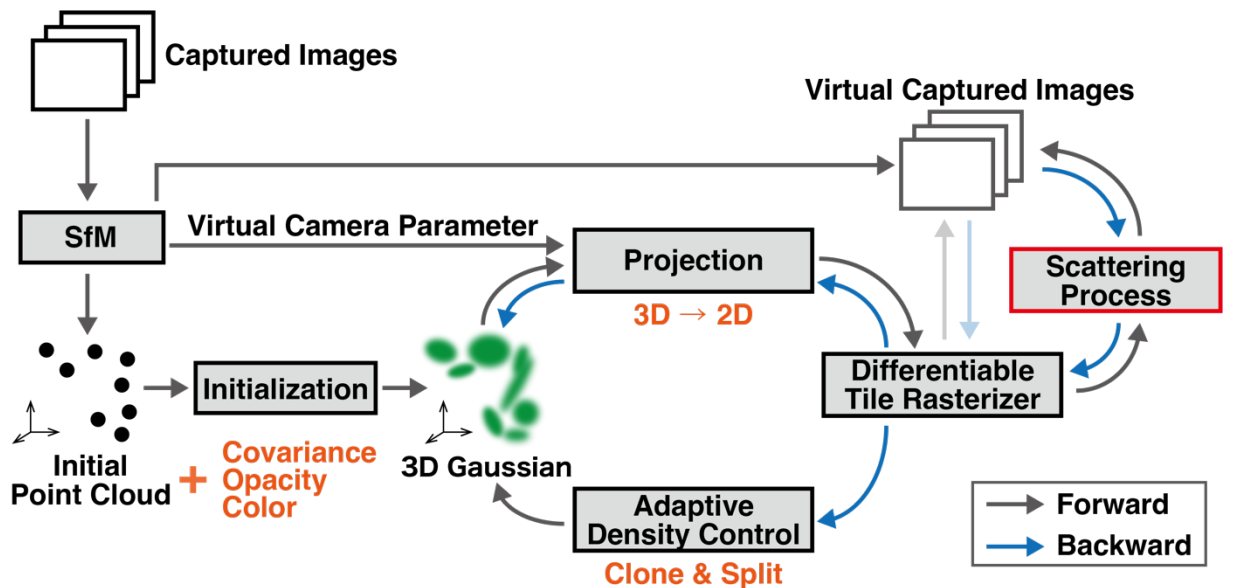 Captured Images
Virtual Captured Images
SfM
Virtual Camera Parameter
Projection
3D → 2D
Scattering
Process
Differentiable
Tile Rasterizer
Initialization
Initial
Point Cloud
+
Covariance
Opacity
Color
3D Gaussian
Adaptive
Density Control
Clone & Split
Forward
Backward